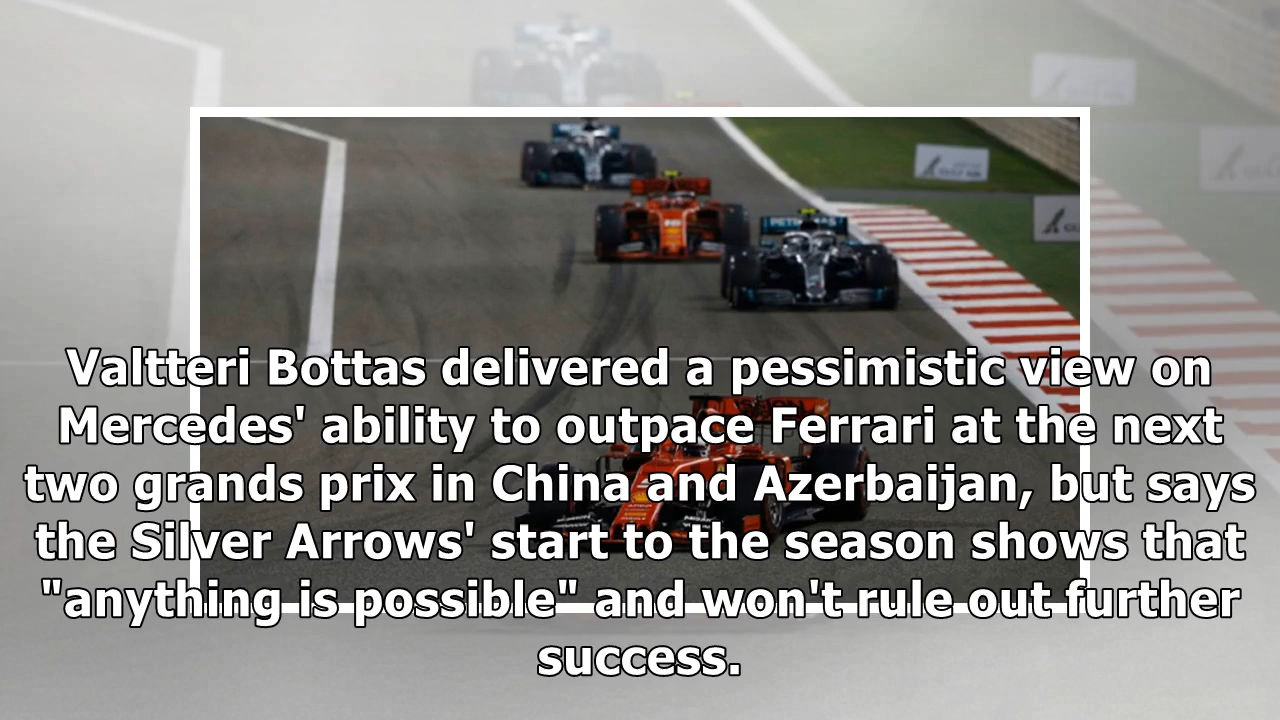 PETRONAS
Valtteri Bottas delivered a pessimistic view on
Mercedes' ability to outpace Ferrari at the next
two grands prix in China and Azerbaijan, but says
the Silver Arrows' start to the season shows that
"anything is possible" and won't rule out further
success.